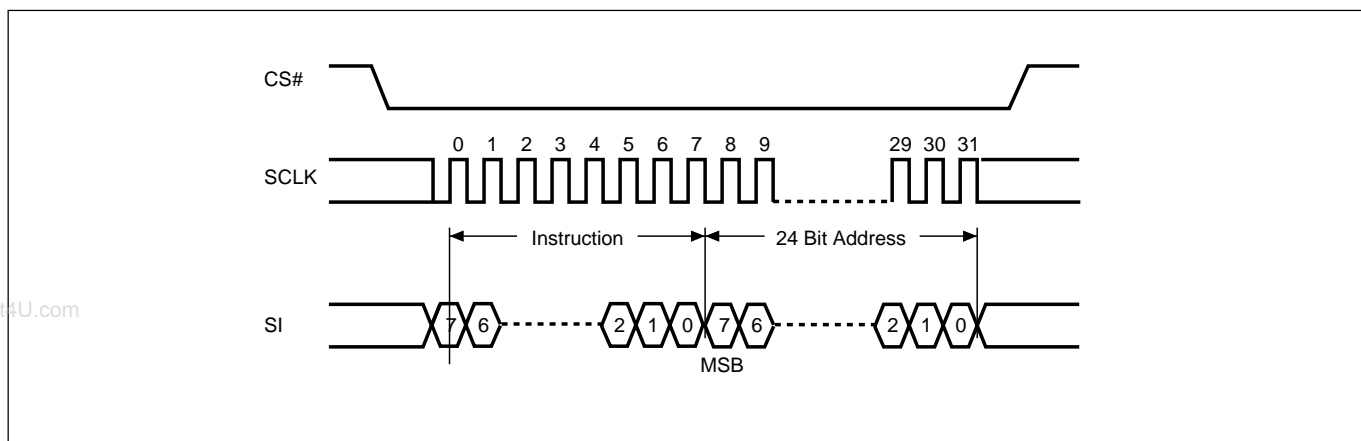 CS#
0 1 2 3 4 5 6 7 8 9 29 30 31
SCLK
Instruction 24 Bit Address
t4U.com
SI 7 6 2 1 0 7 6 2 1 0
MSB